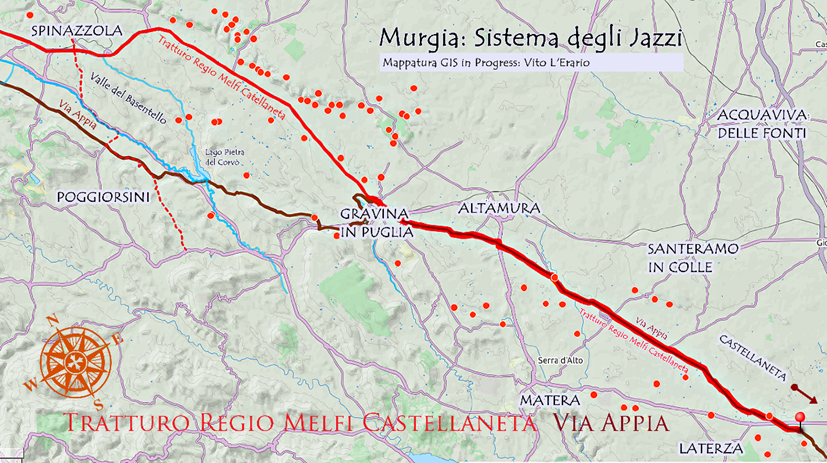 SPINAZZOLA
Murgia: Sistema degli Jazzi
Mappatura GIS in Progress: Vito L'Erario
Tratturo Regio Melfi Castellaneta
Valle del Basentello
Via Appia
Lago Pietra
del Corvo
ACQUAVIVA
DELLE FONTI
POGGIORSINI
GRAVINA
IN PUGLIA
ALTAMURA
SANTERAMO
IN COLLE
Via Appia
Tratturo Regio Melfi Castellaneta
Serra d'Alto
CASTELLANETA
MATERA
N
E
W
S
TRATTURO REGIO MELFI CASTELLANETA VIA APPIA
LATERZA